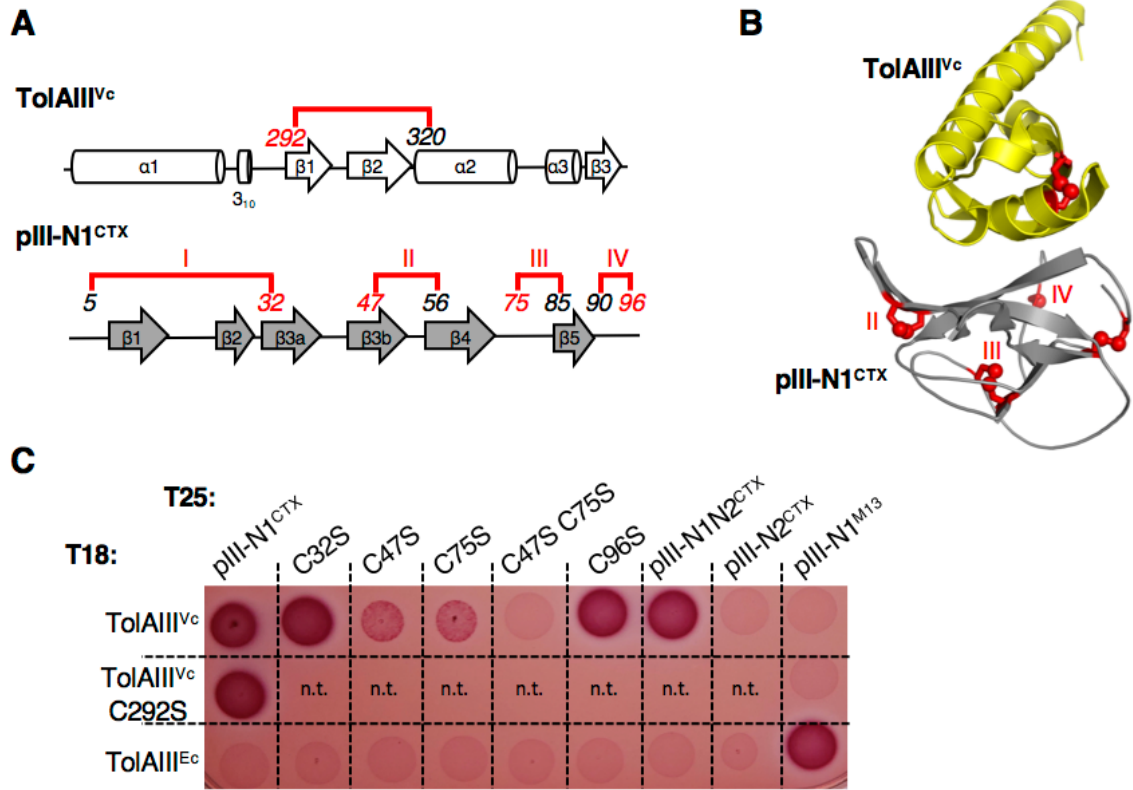 A
TolAIII^Vc
292 320
α1 β1 β2 α2 α3 β3
3₁₀
pIII-N1^CTX
I II III IV
5 32 47 56 75 85 90 96
β1 β2 β3a β3b β4 β5
B
TolAIII^Vc
IV
II
III
pIII-N1^CTX
C
T25:
T18:
pIII-N1^CTX C32S C47S C75S C47S C75S C96S pIII-N1N2^CTX pIII-N2^CTX pIII-N1^M13
TolAIII^Vc
TolAIII^Vc
C292S
n.t. n.t. n.t. n.t. n.t. n.t. n.t.
TolAIII^Ec